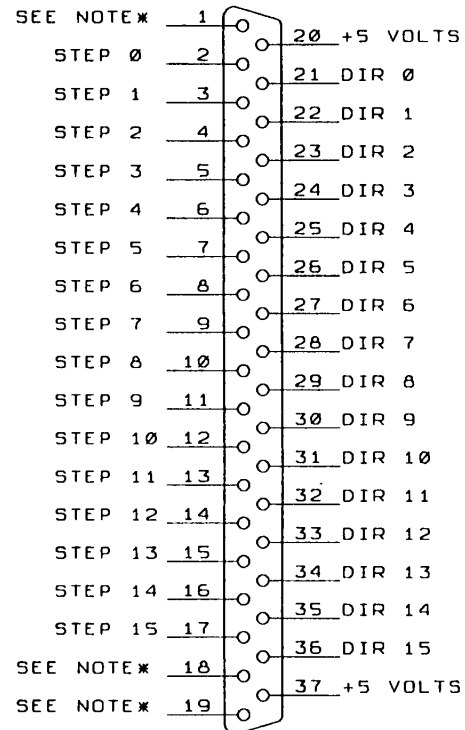 SEE NOTE* 1
20 +5 VOLTS
STEP Ø 2
21 DIR Ø
STEP 1 3
22 DIR 1
STEP 2 4
23 DIR 2
STEP 3 5
24 DIR 3
STEP 4 6
25 DIR 4
STEP 5 7
26 DIR 5
STEP 6 8
27 DIR 6
STEP 7 9
28 DIR 7
STEP 8 1Ø
29 DIR 8
STEP 9 11
3Ø DIR 9
STEP 1Ø 12
31 DIR 1Ø
STEP 11 13
32 DIR 11
STEP 12 14
33 DIR 12
STEP 13 15
34 DIR 13
STEP 14 16
35 DIR 14
STEP 15 17
36 DIR 15
SEE NOTE* 18
37 +5 VOLTS
SEE NOTE* 19